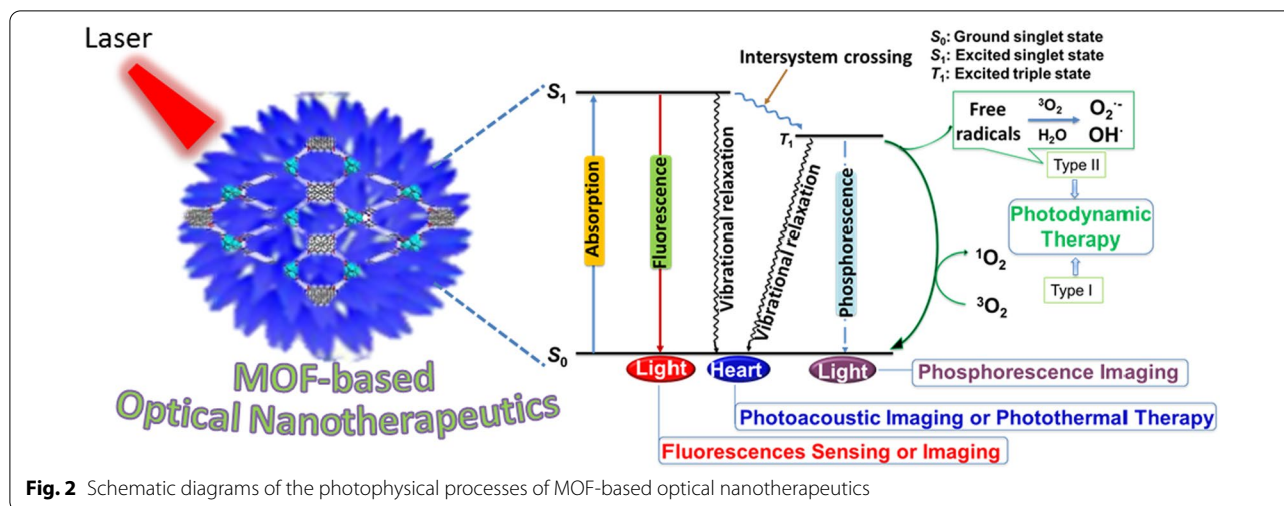 Laser
MOF-based
Optical Nanotherapeutics
S₁
S₀
Absorption
Fluorescence
Vibrational relaxation
Intersystem crossing
T₁
Vibrational relaxation
Phosphorescence
S₀: Ground singlet state
S₁: Excited singlet state
T₁: Excited triple state
Free
radicals
³O₂
H₂O
O₂·-
OH·
Type II
Photodynamic
Therapy
Type I
¹O₂
³O₂
Light
Heart
Light
Phosphorescence Imaging
Photoacoustic Imaging or Photothermal Therapy
Fluorescences Sensing or Imaging
Fig. 2 Schematic diagrams of the photophysical processes of MOF-based optical nanotherapeutics